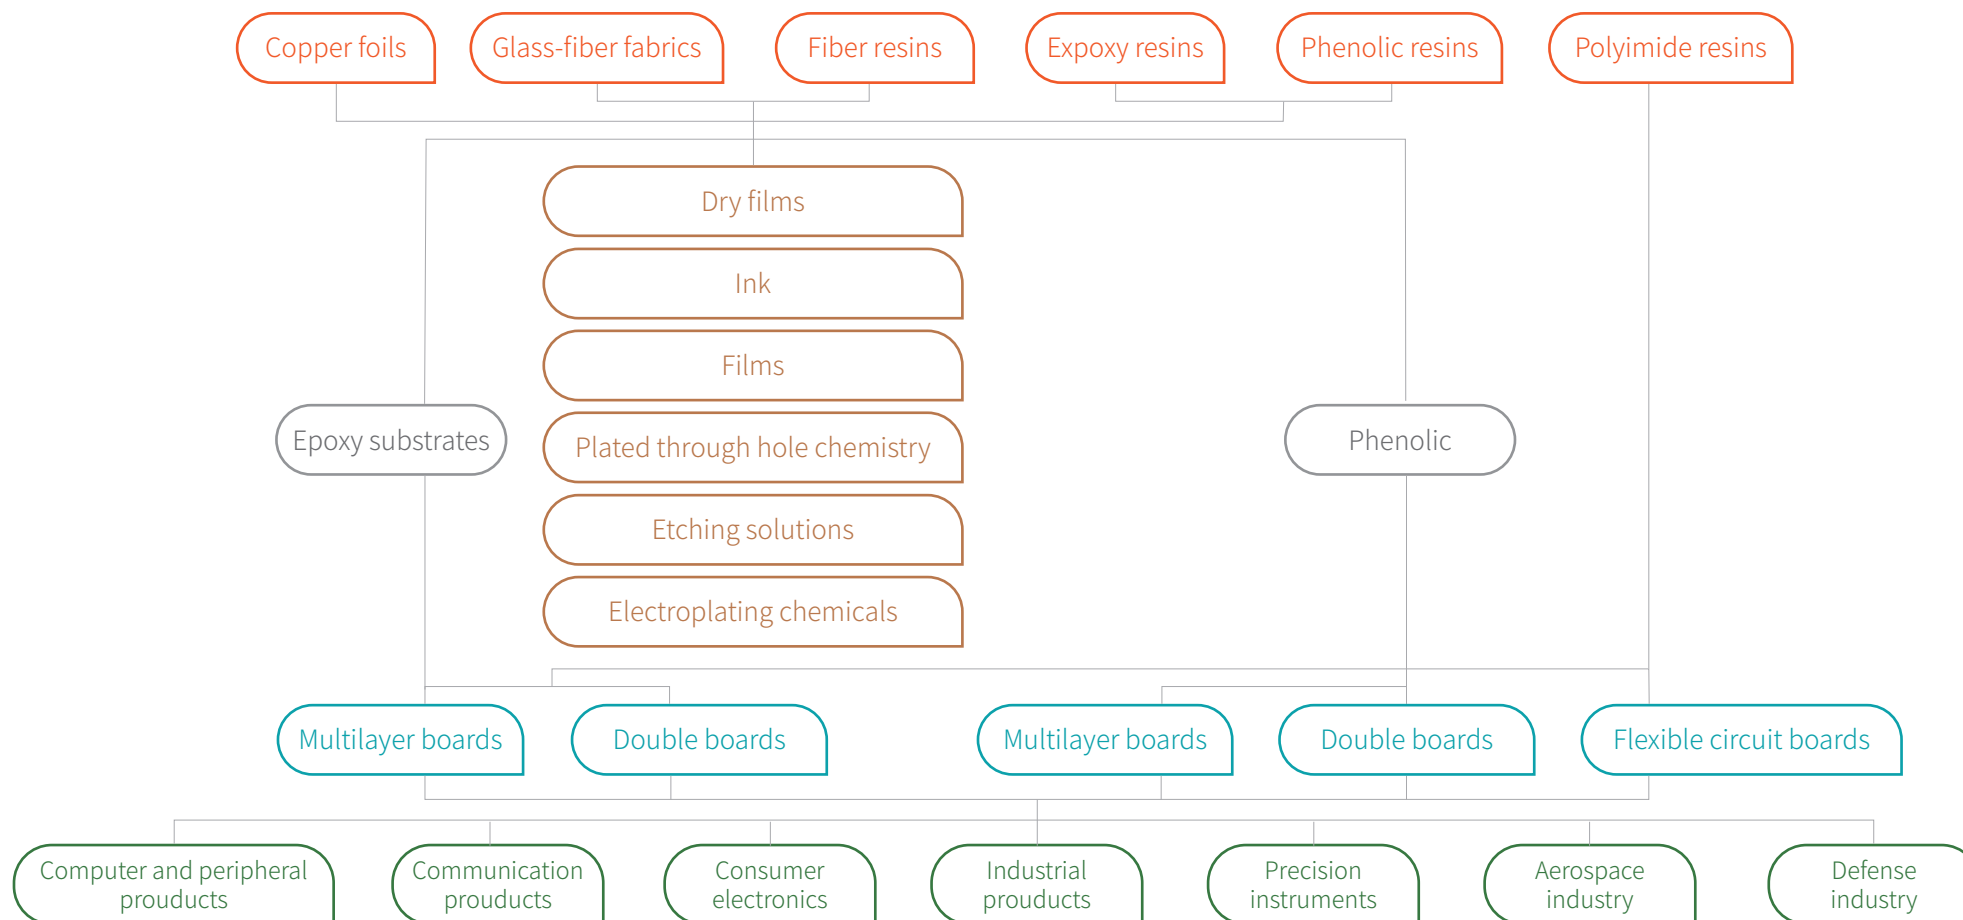 Copper foils
Glass-fiber fabrics
Fiber resins
Expoxy resins
Phenolic resins
Polyimide resins
Dry films
Ink
Films
Epoxy substrates
Plated through hole chemistry
Phenolic
Etching solutions
Electroplating chemicals
Multilayer boards
Double boards
Multilayer boards
Double boards
Flexible circuit boards
Computer and peripheral
prouducts
Communication
prouducts
Consumer
electronics
Industrial
prouducts
Precision
instruments
Aerospace
industry
Defense
industry